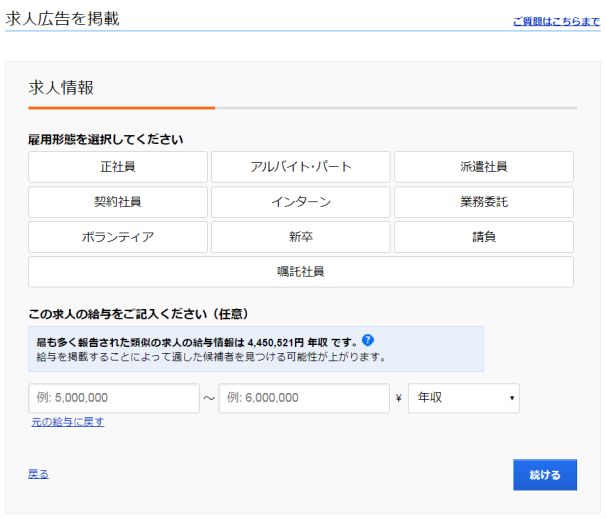 求人広告を掲載
ご質問はこちらまで
求人情報
雇用形態を選択してください
正社員
アルバイト・パート
派遣社員
契約社員
インターン
業務委託
ボランティア
新卒
請負
嘱託社員
この求人の給与をご記入ください（任意）
最も多く報告された類似の求人の給与情報は 4,450,521円 年収 です。 ?
給与を掲載することによって適した候補者を見つける可能性が上がります。
例: 5,000,000 ～ 例: 6,000,000 ¥ 年収
元の給与に戻す
戻る
続ける